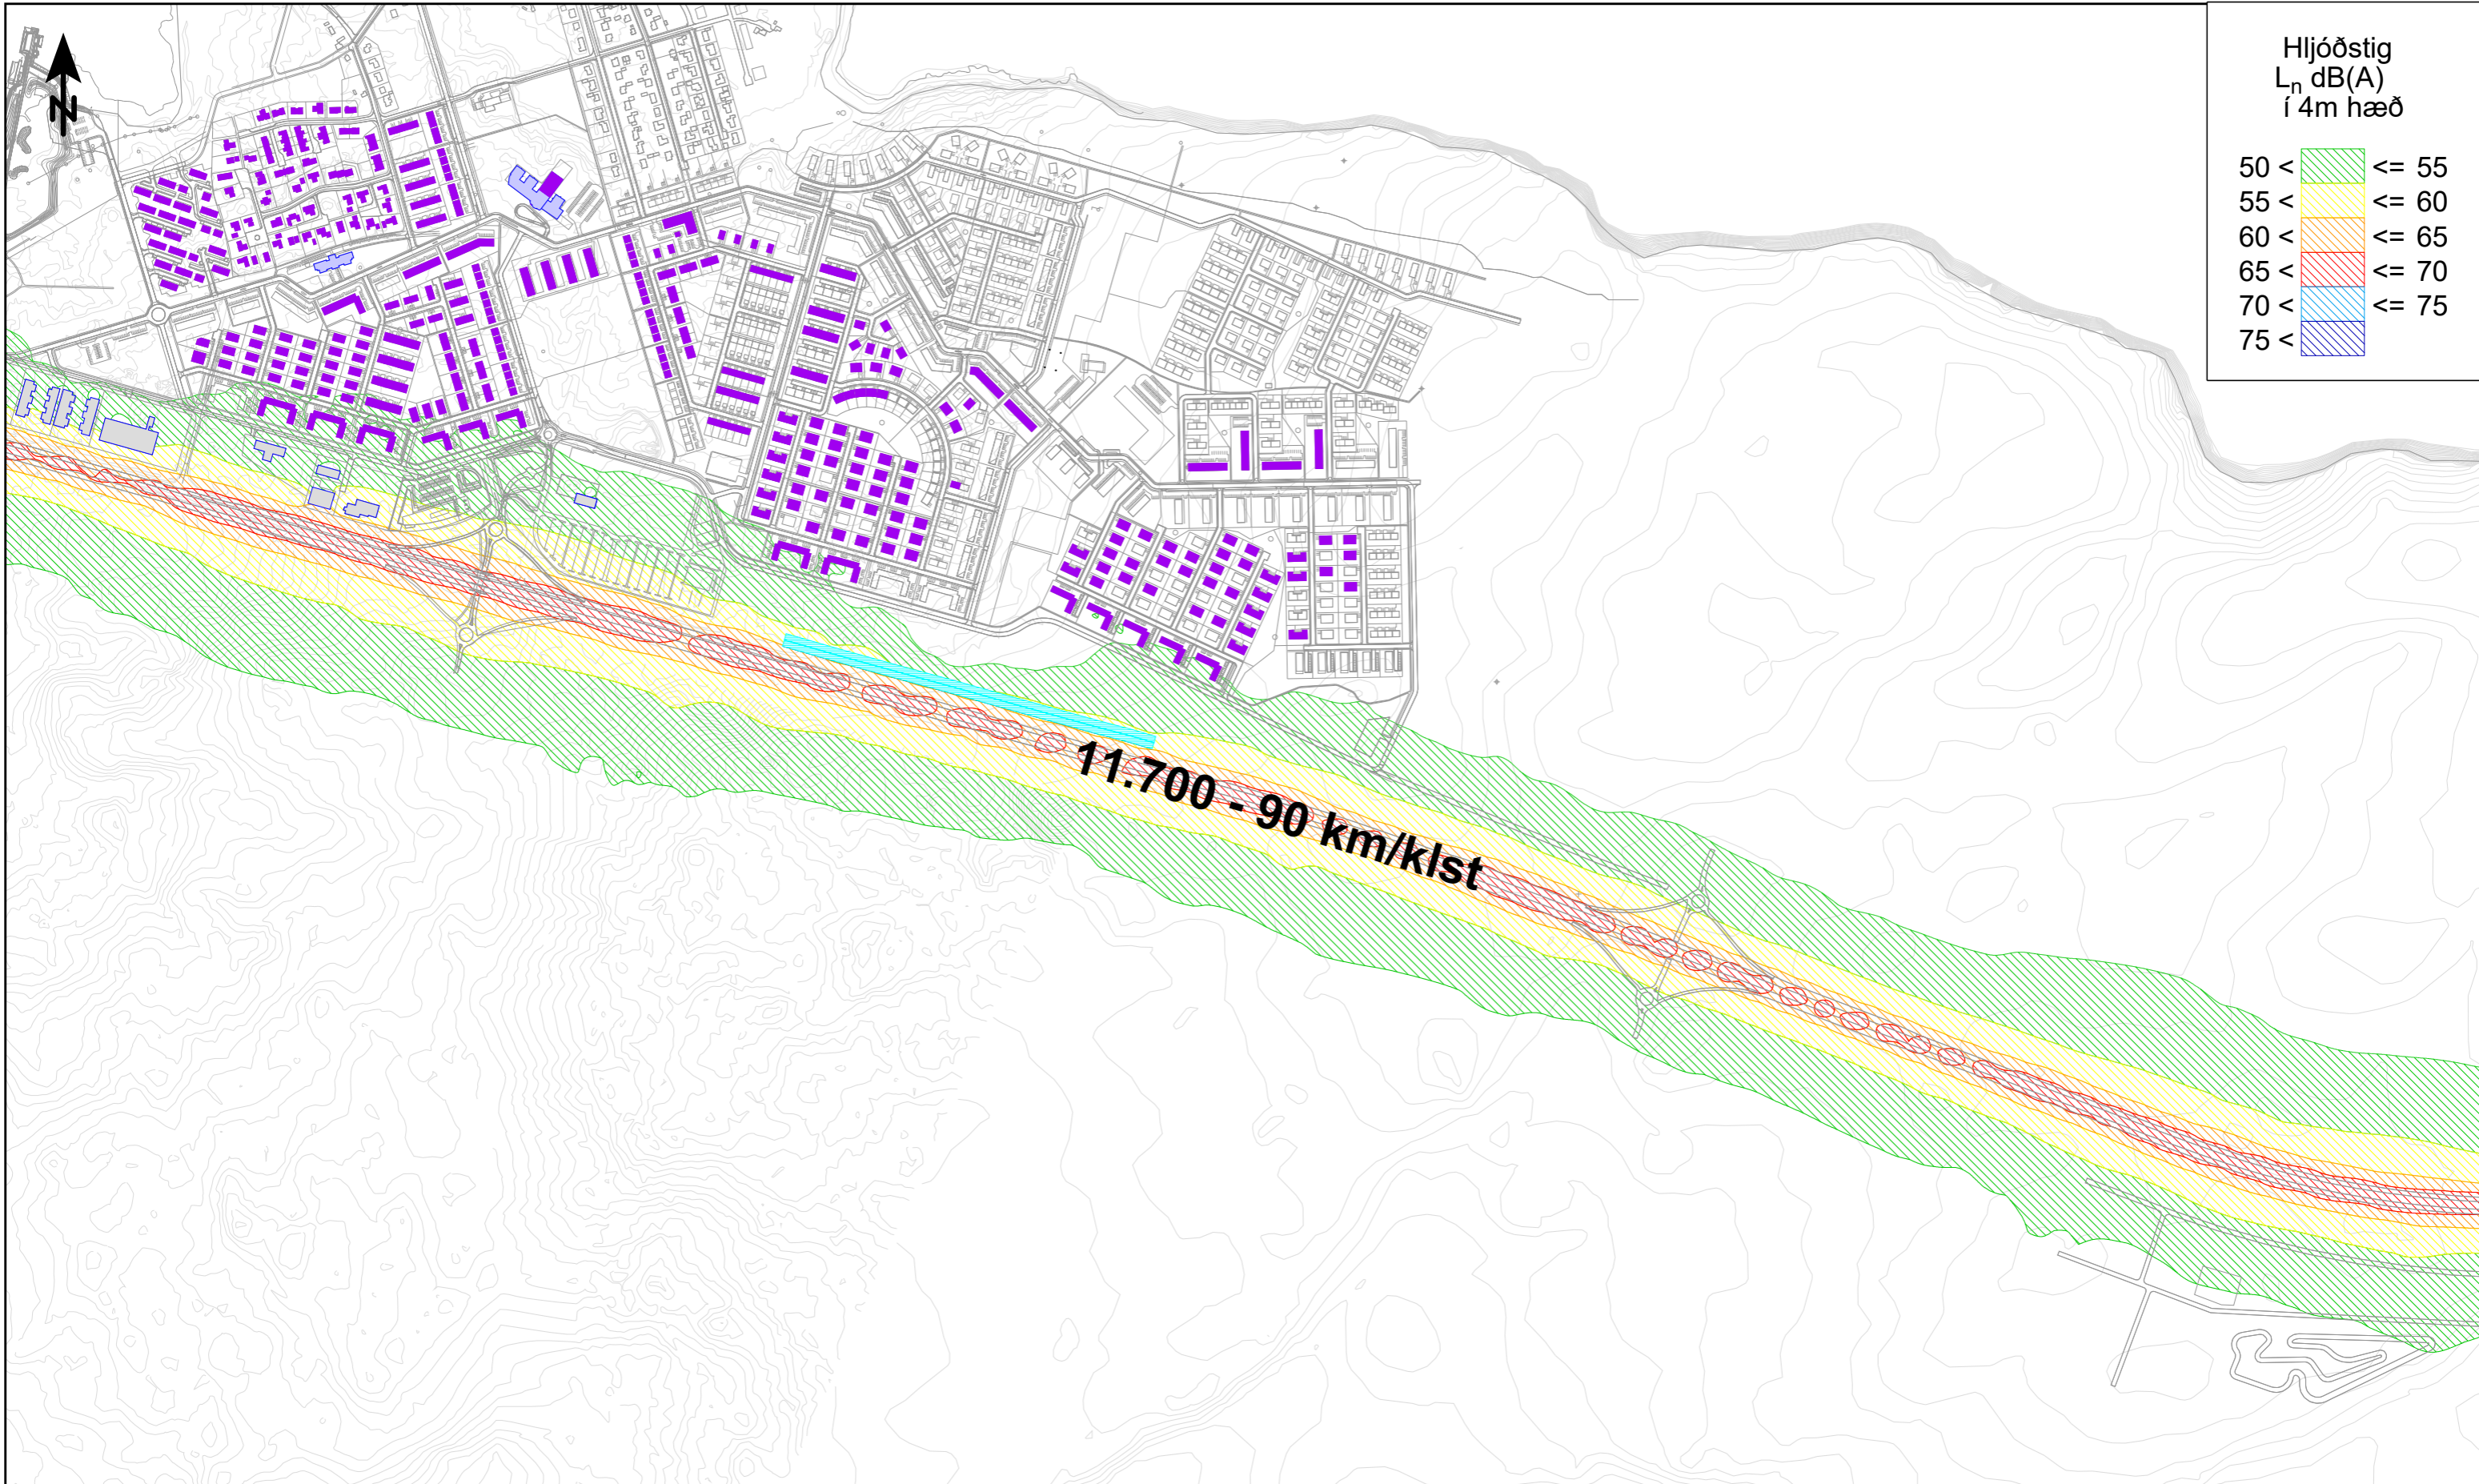 N
Hljóðstig
Ln dB(A)
í 4m hæð
50 < <= 55
55 < <= 60
60 < <= 65
65 < <= 70
70 < <= 75
75 <
11.700 - 90 km/klst